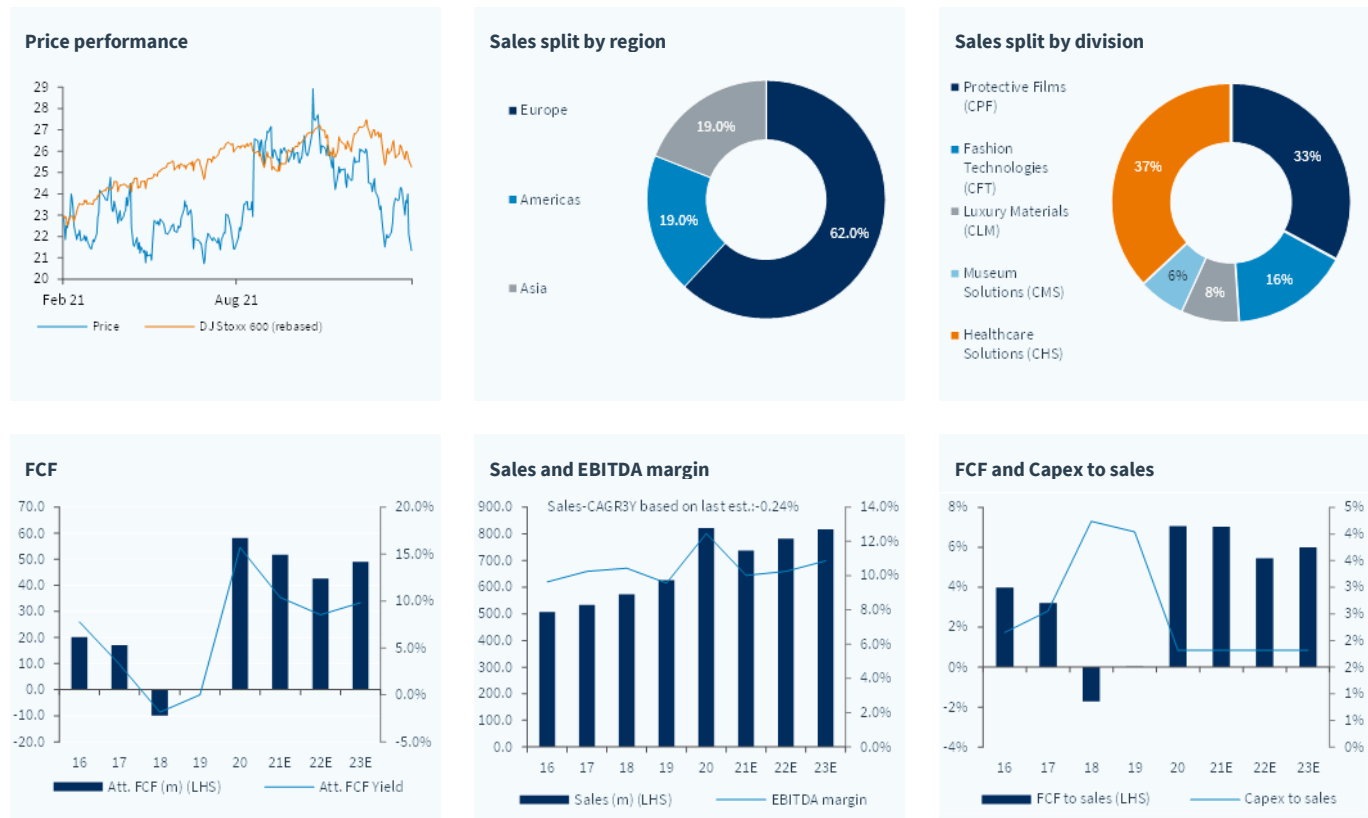 Price performance
29
28
27
26
25
24
23
22
21
20
Feb 21
Aug 21
Price
DJ Stoxx 600 (rebased)
Sales split by region
Europe
Americas
Asia
19.0%
19.0%
62.0%
Sales split by division
Protective Films
(CPF)
Fashion
Technologies
(CFT)
Luxury Materials
(CLM)
Museum
Solutions (CMS)
Healthcare
Solutions (CHS)
37%
33%
6%
8%
16%
FCF
70.0
60.0
50.0
40.0
30.0
20.0
10.0
0.0
-10.0
-20.0
20.0%
15.0%
10.0%
5.0%
0.0%
-5.0%
16 17 18 19 20 21E 22E 23E
Att. FCF (m) (LHS)
Att. FCF Yield
Sales and EBITDA margin
Sales-CAGR3Y based on last est.:-0.24%
900.0
800.0
700.0
600.0
500.0
400.0
300.0
200.0
100.0
0.0
14.0%
12.0%
10.0%
8.0%
6.0%
4.0%
2.0%
0.0%
16 17 18 19 20 21E 22E 23E
Sales (m) (LHS)
EBITDA margin
FCF and Capex to sales
8%
6%
4%
2%
0%
-2%
-4%
5%
4%
4%
3%
3%
2%
2%
1%
1%
0%
16 17 18 19 20 21E 22E 23E
FCF to sales (LHS)
Capex to sales